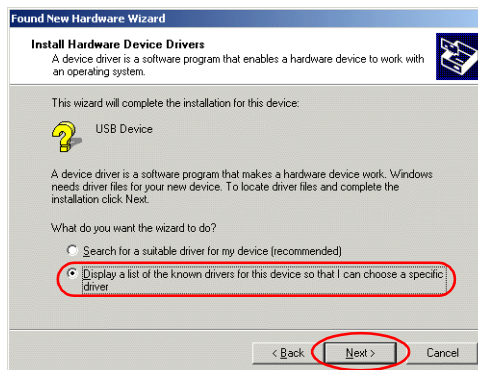 Found New Hardware Wizard
Install Hardware Device Drivers
A device driver is a software program that enables a hardware device to work with
an operating system.
This wizard will complete the installation for this device:
USB Device
A device driver is a software program that makes a hardware device work. Windows
needs driver files for your new device. To locate driver files and complete the
installation click Next.
What do you want the wizard to do?
Search for a suitable driver for my device (recommended)
Display a list of the known drivers for this device so that I can choose a specific
driver
< Back
Next >
Cancel